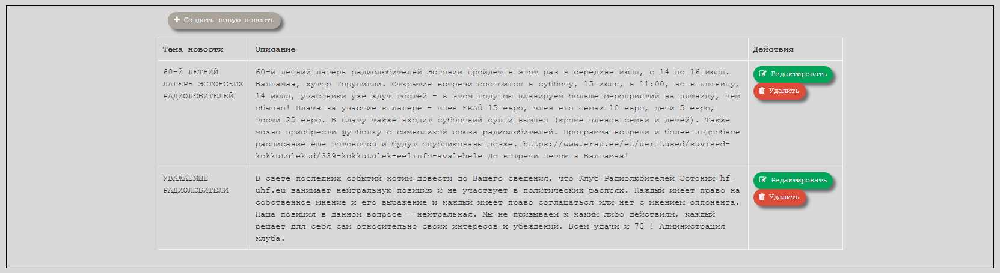 Создать новую новость
Тема новости Описание Действия
60-Й ЛЕТНИЙ
ЛАГЕРЬ ЭСТОНСКИХ
РАДИОЛЮБИТЕЛЕЙ
60-й летний лагерь радиолюбителей Эстонии пройдет в этот раз в середине июля, с 14 по 16 июля.
Валгамаа, хутор Торупилли. Открытие встречи состоится в субботу, 15 июля, в 11:00, но в пятницу,
14 июля, участники уже ждут гостей - в этом году мы планируем больше мероприятий на пятницу, чем
обычно! Плата за участие в лагере - член ERAÜ 15 евро, член его семьи 10 евро, дети 5 евро,
гости 25 евро. В плату также входит субботний суп и вымпел (кроме членов семьи и детей). Также
можно приобрести футболку с символикой союза радиолюбителей. Программа встречи и более подробное
расписание еще готовятся и будут опубликованы позже. https://www.erau.ee/et/ueritused/suvised-
kokkutulekud/339-kokkutulek-eelinfo-avalehele До встречи летом в Валгамаа!
Редактировать
Удалить
УВАЖАЕМЫЕ
РАДИОЛЮБИТЕЛИ
В свете последних событий хотим довести до Вашего сведения, что Клуб Радиолюбителей Эстонии hf-
uhf.eu занимает нейтральную позицию и не участвует в политических распрях. Каждый имеет право на
собственное мнение и его выражение и каждый имеет право соглашаться или нет с мнением оппонента.
Наша позиция в данном вопросе - нейтральная. Мы не призываем к каким-либо действиям, каждый
решает для себя сам относительно своих интересов и убеждений. Всем удачи и 73 ! Администрация
клуба.
Редактировать
Удалить